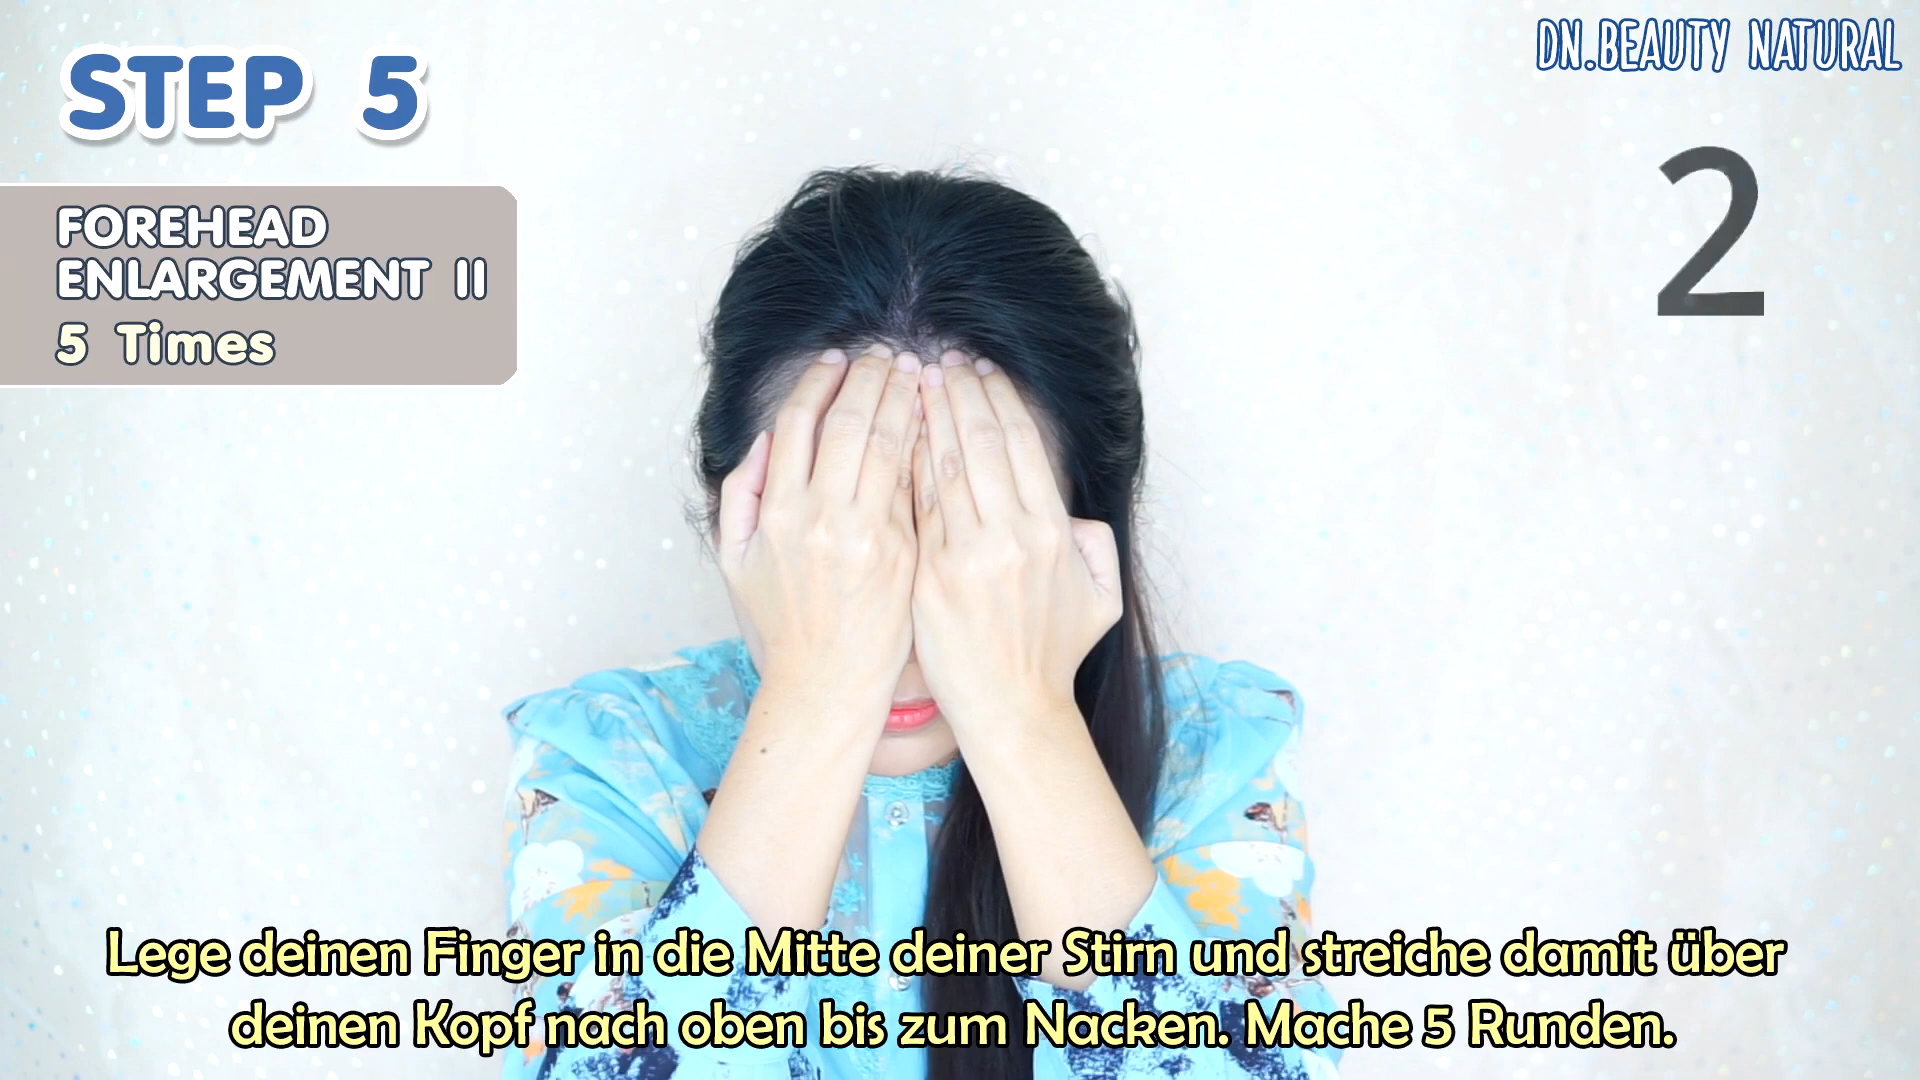 STEP 5
DN.BEAUTY NATURAL
2
FOREHEAD
ENLARGEMENT II
5 Times
Lege deinen Finger in die Mitte deiner Stirn und streiche damit über
deinen Kopf nach oben bis zum Nacken. Mache 5 Runden.